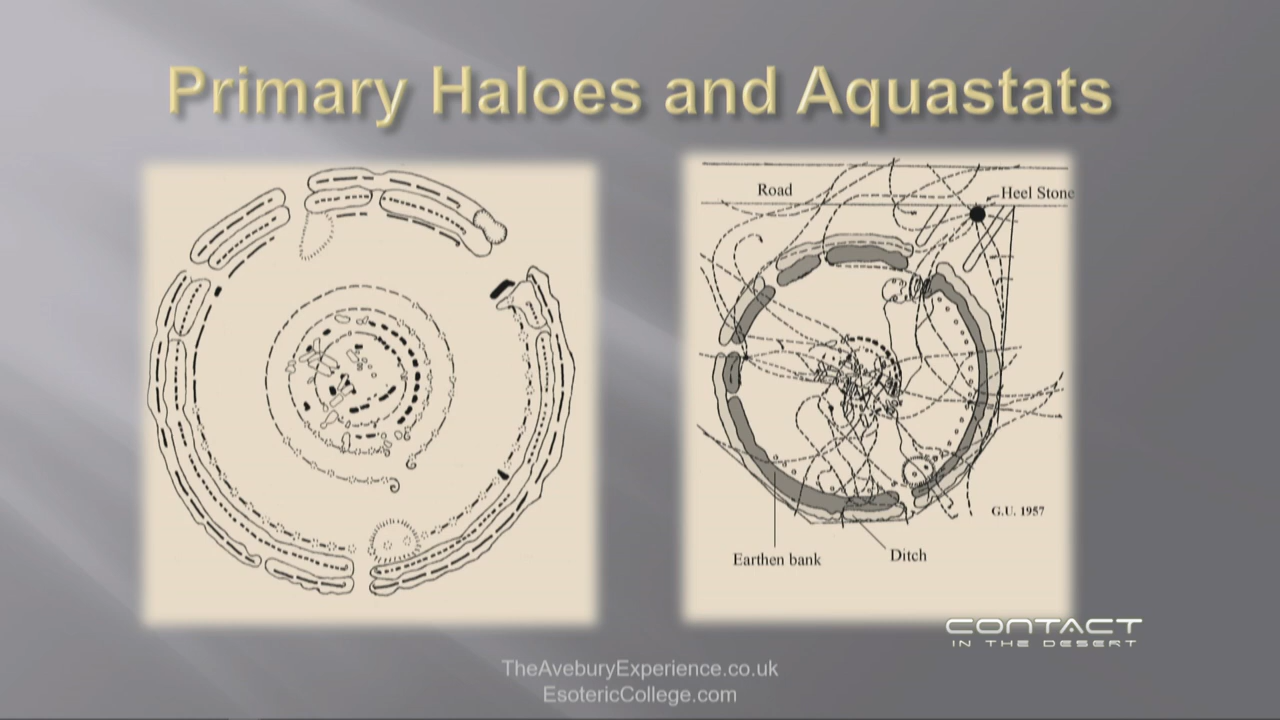 Primary Haloes and Aquastats
Road
Heel Stone
G.U. 1957
Earthen bank
Ditch
CONTACT
IN THE DESERT
TheAveburyExperience.co.uk
EsotericCollege.com